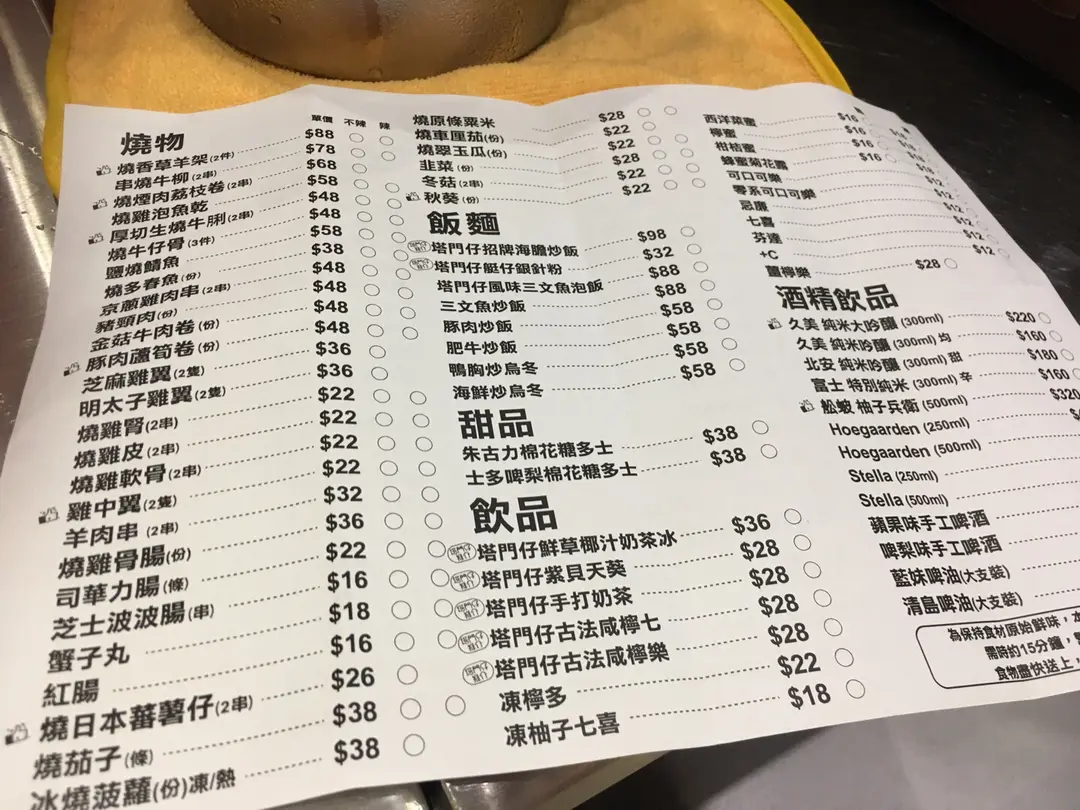 燒物
單價 不辣 辣
燒香草羊架(2件) $88
串燒牛柳(2串) $78
燒煙肉荔枝卷(2串) $68
燒雞泡魚乾 $58
厚切生燒牛脷(2串) $48
燒牛仔骨(3件) $48
鹽燒鯖魚 $58
燒多春魚(份) $38
京蔥雞肉串(2串) $48
豬頸肉(份) $48
金菇牛肉卷(份) $48
豚肉蘆筍卷(份) $48
芝麻雞翼(2隻) $36
明太子雞翼(2隻) $36
燒雞腎(2串) $22
燒雞皮(2串) $22
燒雞軟骨(2串) $22
雞中翼(2隻) $22
羊肉串(2串) $32
燒雞骨腸(份) $36
司華力腸(條) $22
芝士波波腸(串) $16
蟹子丸 $18
紅腸 $16
燒日本蕃薯仔(2串) $26
燒茄子(條) $38
冰燒菠蘿(份)凍/熱 $38
燒原條粟米 $28
燒車厘茄(份) $22
燒翠玉瓜(份) $22
韭菜(份) $28
冬菇(2串) $22
秋葵(份) $22
飯麵
塔門仔招牌海膽炒飯 $98
塔門仔艇仔銀針粉 $32
塔門仔風味三文魚泡飯 $88
三文魚炒飯 $88
豚肉炒飯 $58
肥牛炒飯 $58
鴨胸炒烏冬 $58
海鮮炒烏冬 $58
甜品
朱古力棉花糖多士 $38
士多啤梨棉花糖多士 $38
飲品
塔門仔鮮草椰汁奶茶冰 $36
塔門仔紫貝天葵 $28
塔門仔手打奶茶 $28
塔門仔古法咸檸七 $28
塔門仔古法咸檸樂 $28
凍檸多 $22
凍柚子七喜 $18
西洋菜蜜 $16
檸蜜 $16
柑桔蜜 $16
蜂蜜菊花露 $16
可口可樂 $12
零系可口可樂 $12
忌廉 $12
七喜 $12
芬達 $12
+C $12
薑檸樂 $28
酒精飲品
久美 純米大吟釀 (300ml) $220
久美 純米吟釀 (300ml) 均 $160
北安 純米吟釀 (300ml) 甜 $180
富士 特別純米 (300ml) 辛 $160
柚子兵衛 (500ml) $320
Hoegaarden (250ml)
Hoegaarden (500ml)
Stella (250ml)
Stella (500ml)
蘋果味手工啤酒
啤梨味手工啤酒
藍妹啤油(大支裝)
清島啤油(大支裝)
為保持食材原始鮮味，
需時約15分鐘，
食物盡快送上，